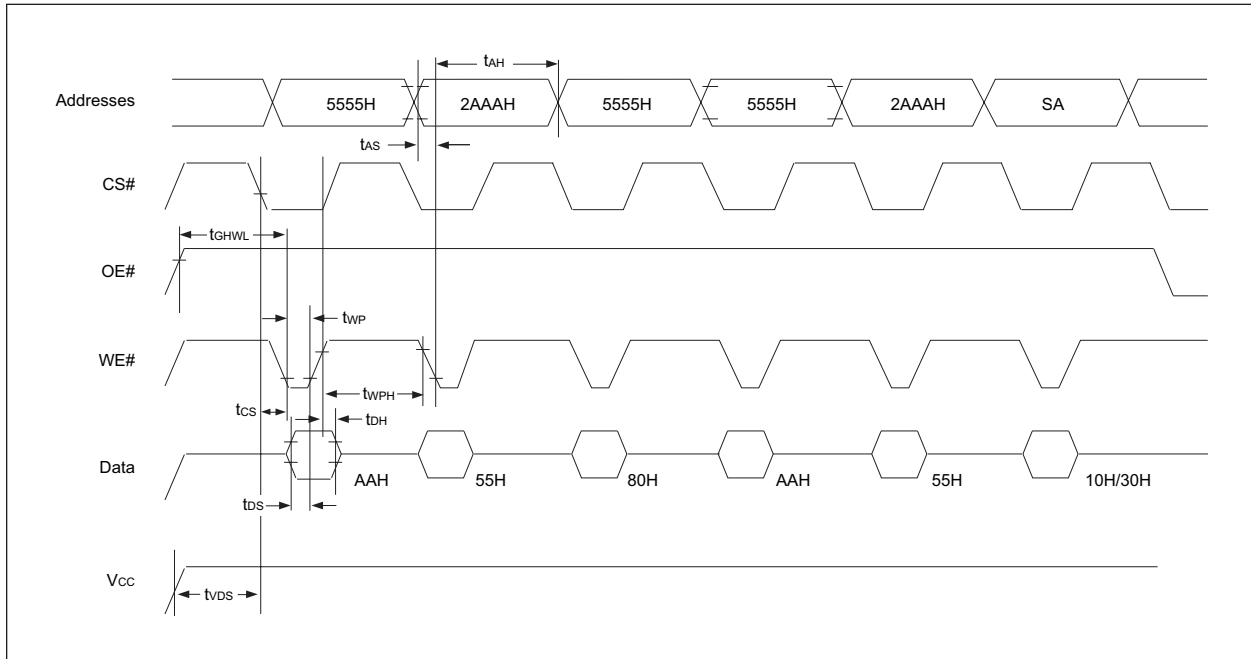 tAH
Addresses
5555H
2AAAH
5555H
5555H
2AAAH
SA
tAS
CS#
tGHWL
OE#
tWP
WE#
tWPH
tCS
tDH
Data
AAH
55H
80H
AAH
55H
10H/30H
tDS
VCC
tVDS